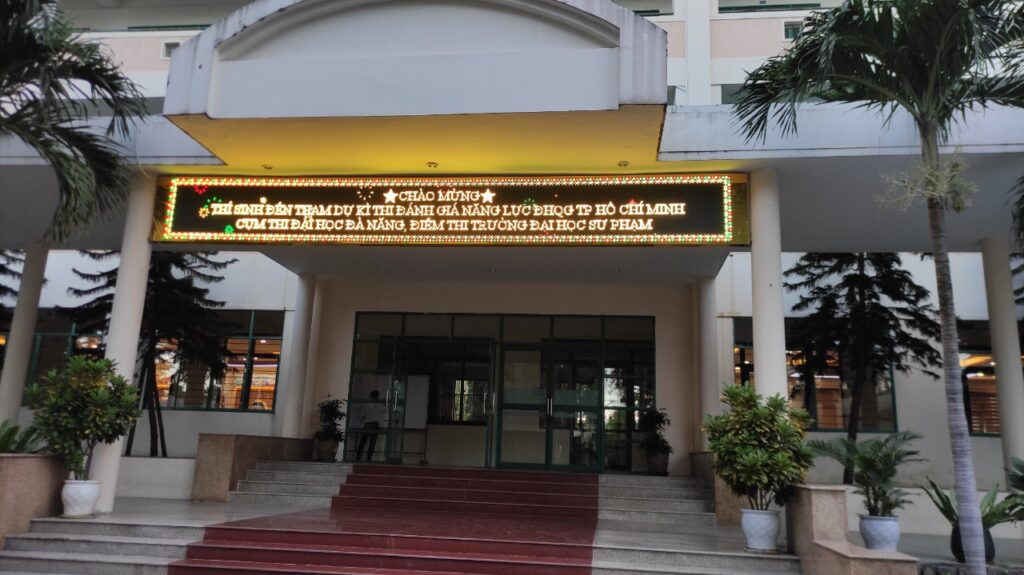 ★CHÀO MỪNG★
THÍ SINH ĐẾN THAM DỰ KÌ THI ĐÁNH GIÁ NĂNG LỰC ĐHQG TP HỒ CHÍ MINH
CỤM THI ĐẠI HỌC ĐÀ NẴNG, ĐIỂM THI TRƯỜNG ĐẠI HỌC SƯ PHẠM